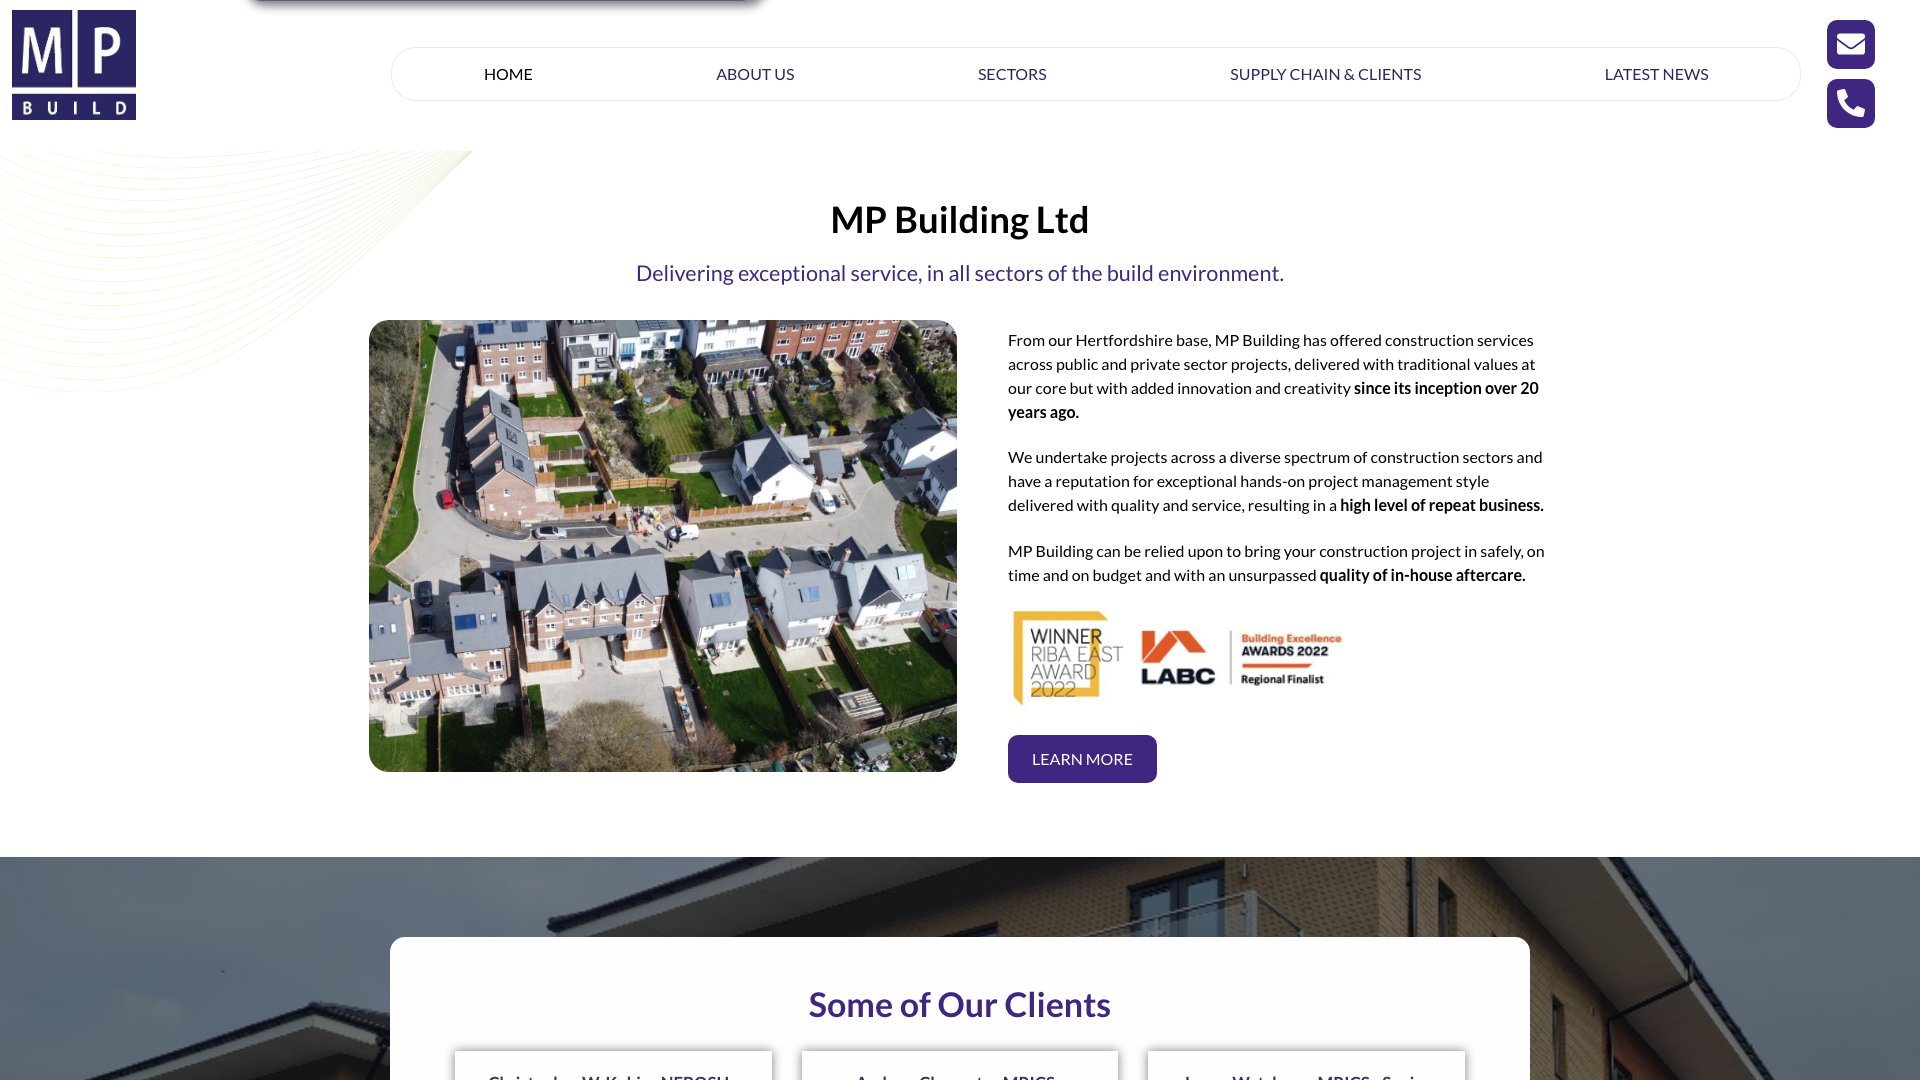 MP
BUILD
HOME
ABOUT US
SECTORS
SUPPLY CHAIN & CLIENTS
LATEST NEWS
MP Building Ltd
Delivering exceptional service, in all sectors of the build environment.
From our Hertfordshire base, MP Building has offered construction services
across public and private sector projects, delivered with traditional values at
our core but with added innovation and creativity since its inception over 20
years ago.
We undertake projects across a diverse spectrum of construction sectors and
have a reputation for exceptional hands-on project management style
delivered with quality and service, resulting in a high level of repeat business.
MP Building can be relied upon to bring your construction project in safely, on
time and on budget and with an unsurpassed quality of in-house aftercare.
WINNER
RIBA EAST
AWARD
2022
LABC
Building Excellence
AWARDS 2022
Regional Finalist
LEARN MORE
Some of Our Clients